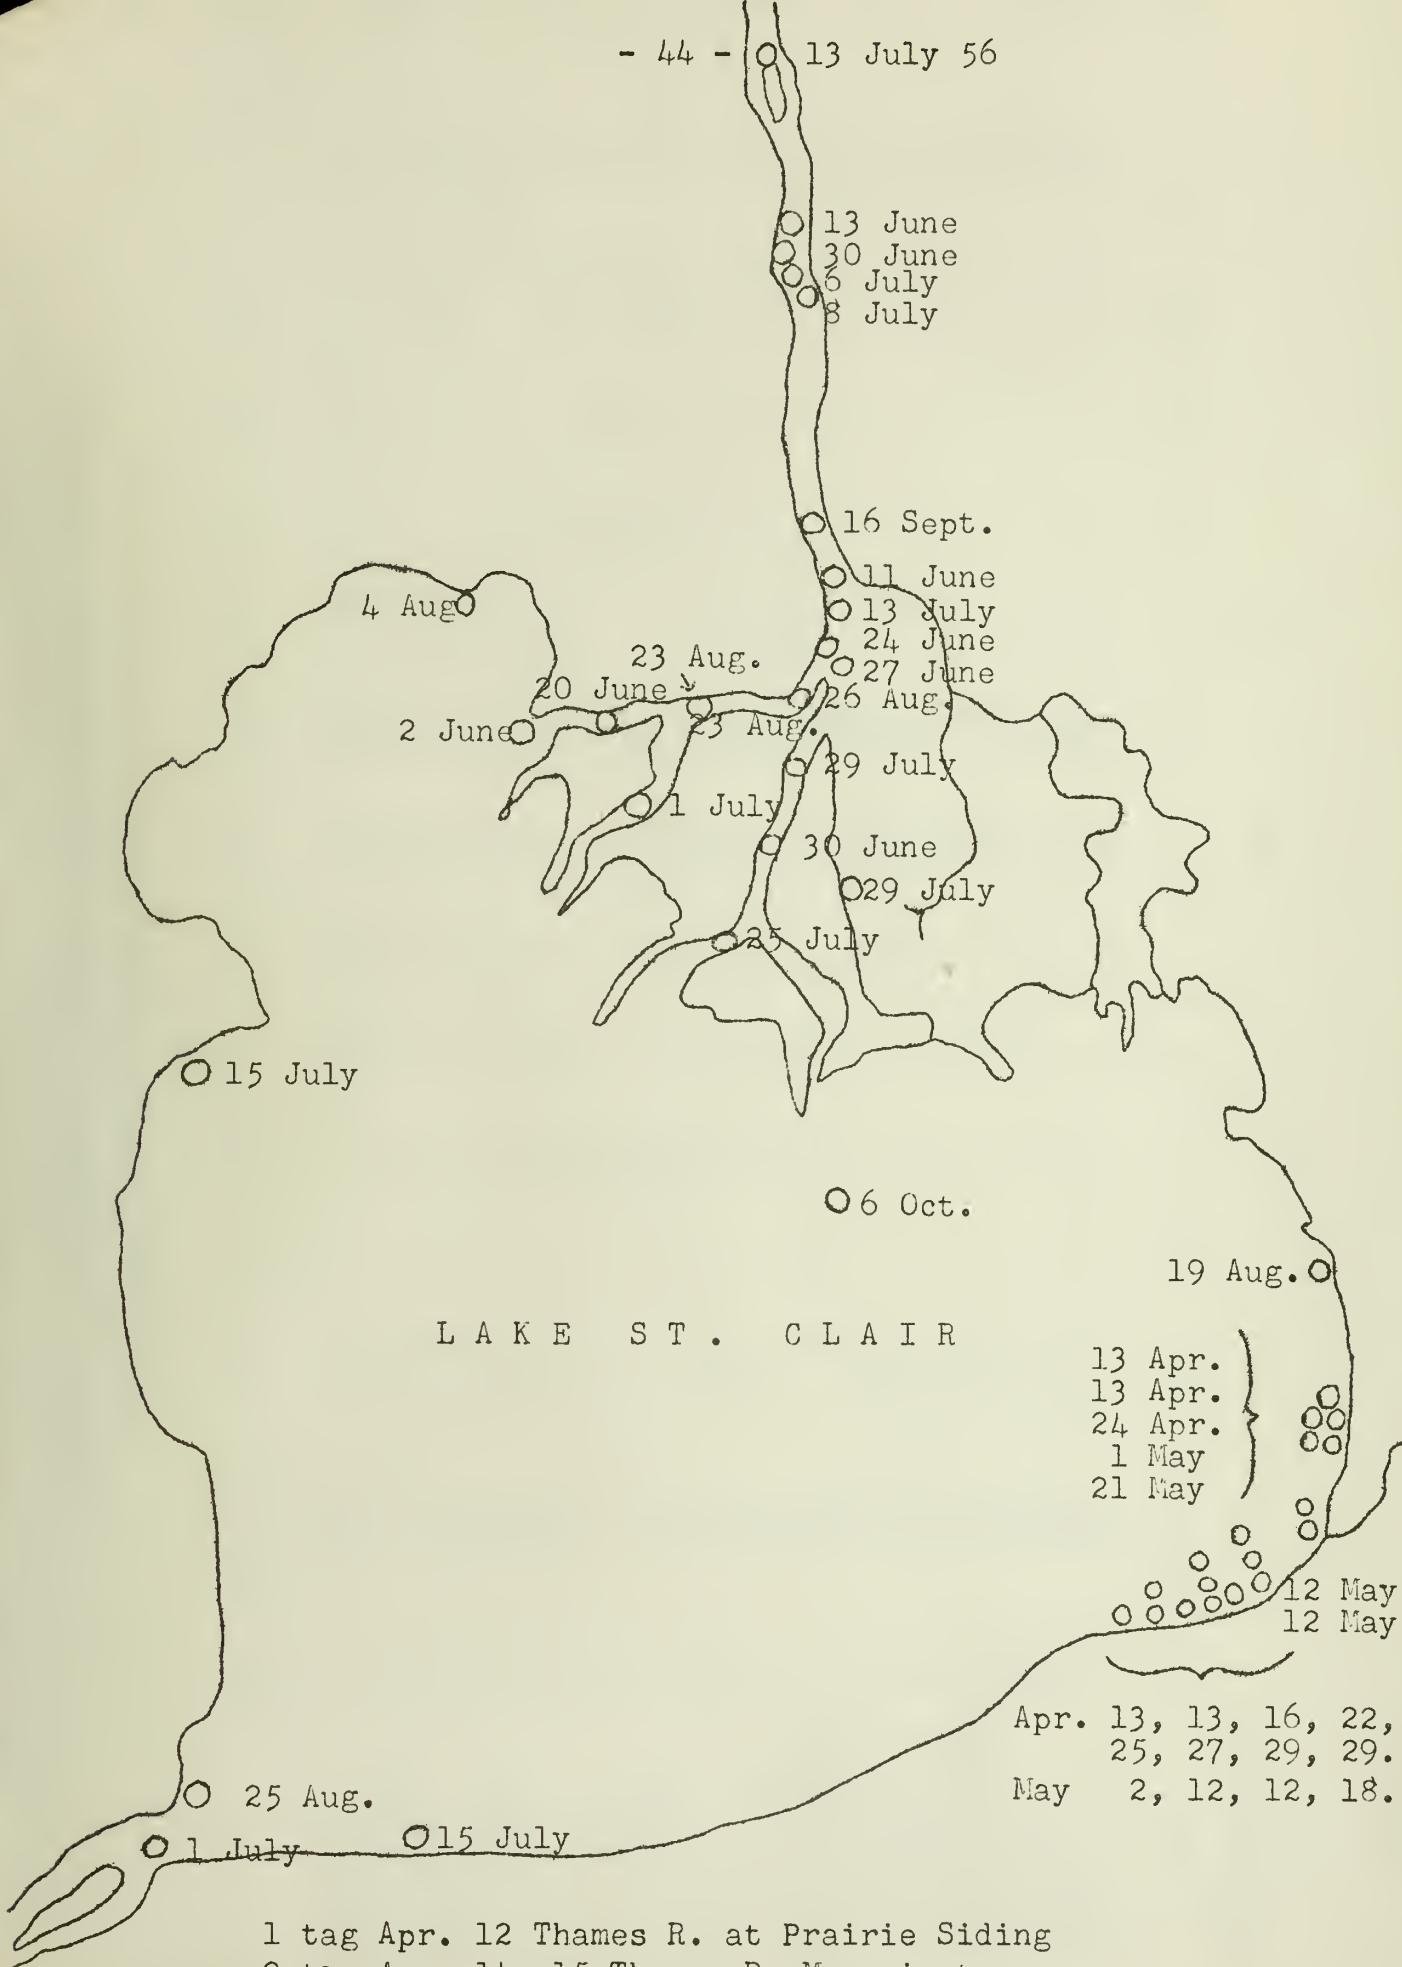 - 44 -
13 July 56
13 June
30 June
6 July
8 July
16 Sept.
11 June
4 Aug
13 July
24 June
23 Aug.
27 June
20 June
26 Aug.
2 June
23 Aug.
29 July
1 July
30 June
29 July
25 July
15 July
6 Oct.
19 Aug.
LAKE ST. CLAIR
13 Apr.
13 Apr.
24 Apr.
1 May
21 May
12 May
12 May
Apr. 13, 13, 16, 22,
25, 27, 29, 29.
May 2, 12, 12, 18.
25 Aug.
1 July
15 July
1 tag Apr. 12 Thames R. at Prairie Siding